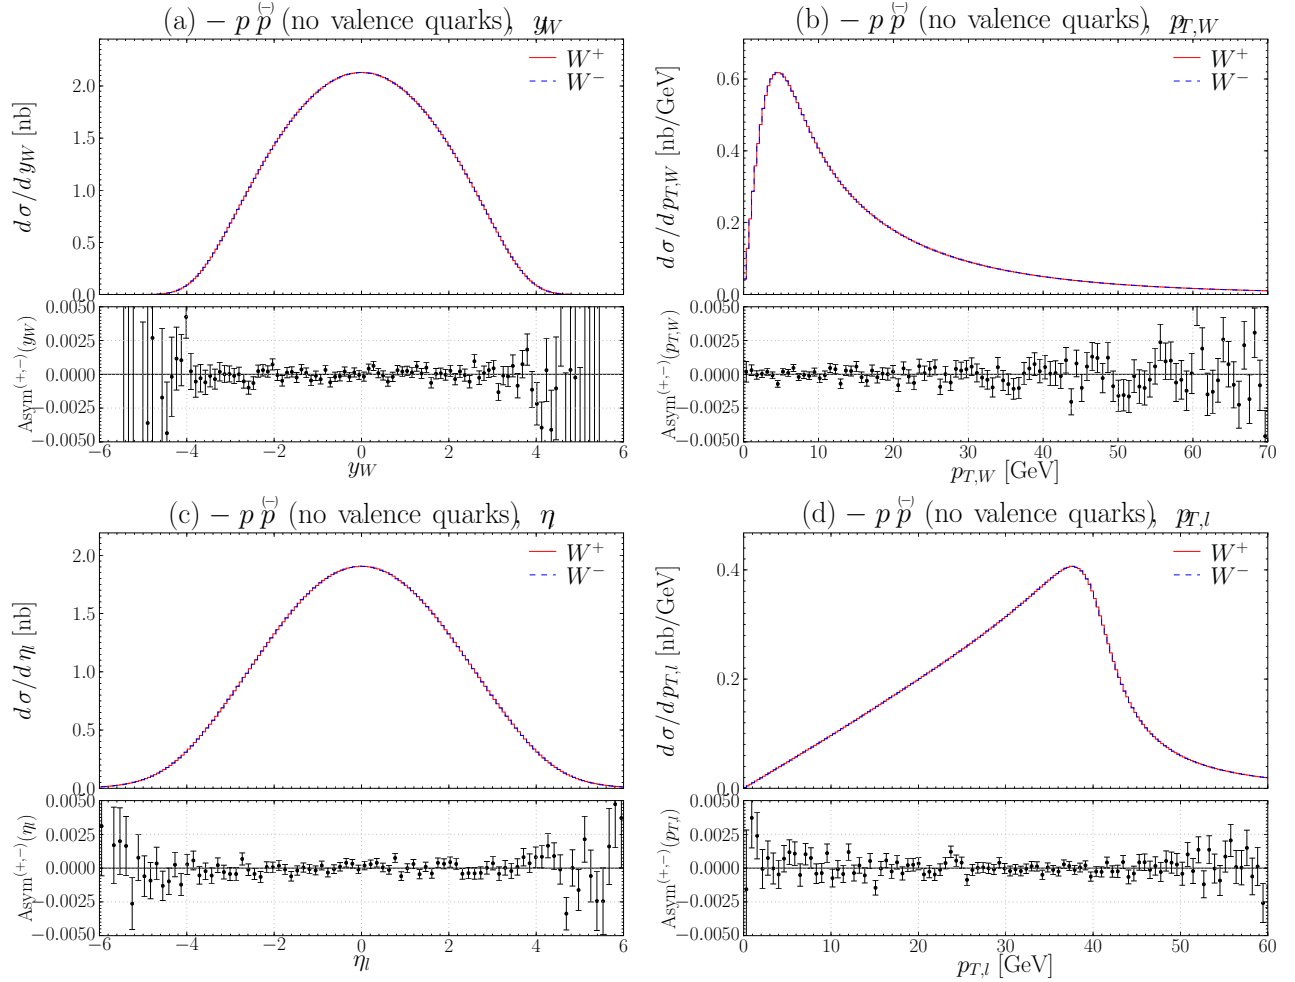 (a) − p p̄ (−) (no valence quarks), y_W
dσ/dy_W [nb]
2.0
1.5
1.0
0.5
0.0
W⁺
W⁻
Asym^(+,−)(y_W)
0.0050
0.0025
0.0000
−0.0025
−0.0050
−6 −4 −2 0 2 4 6
y_W
(b) − p p̄ (−) (no valence quarks), p_T,W
dσ/dp_T,W [nb/GeV]
0.6
0.4
0.2
0.0
W⁺
W⁻
Asym^(+,−)(p_T,W)
0.0050
0.0025
0.0000
−0.0025
−0.0050
0 10 20 30 40 50 60 70
p_T,W [GeV]
(c) − p p̄ (−) (no valence quarks), η_l
dσ/dη_l [nb]
2.0
1.5
1.0
0.5
0.0
W⁺
W⁻
Asym^(+,−)(η_l)
0.0050
0.0025
0.0000
−0.0025
−0.0050
−6 −4 −2 0 2 4 6
η_l
(d) − p p̄ (−) (no valence quarks), p_T,l
dσ/dp_T,l [nb/GeV]
0.4
0.2
0.0
W⁺
W⁻
Asym^(+,−)(p_T,l)
0.0050
0.0025
0.0000
−0.0025
−0.0050
0 10 20 30 40 50 60
p_T,l [GeV]